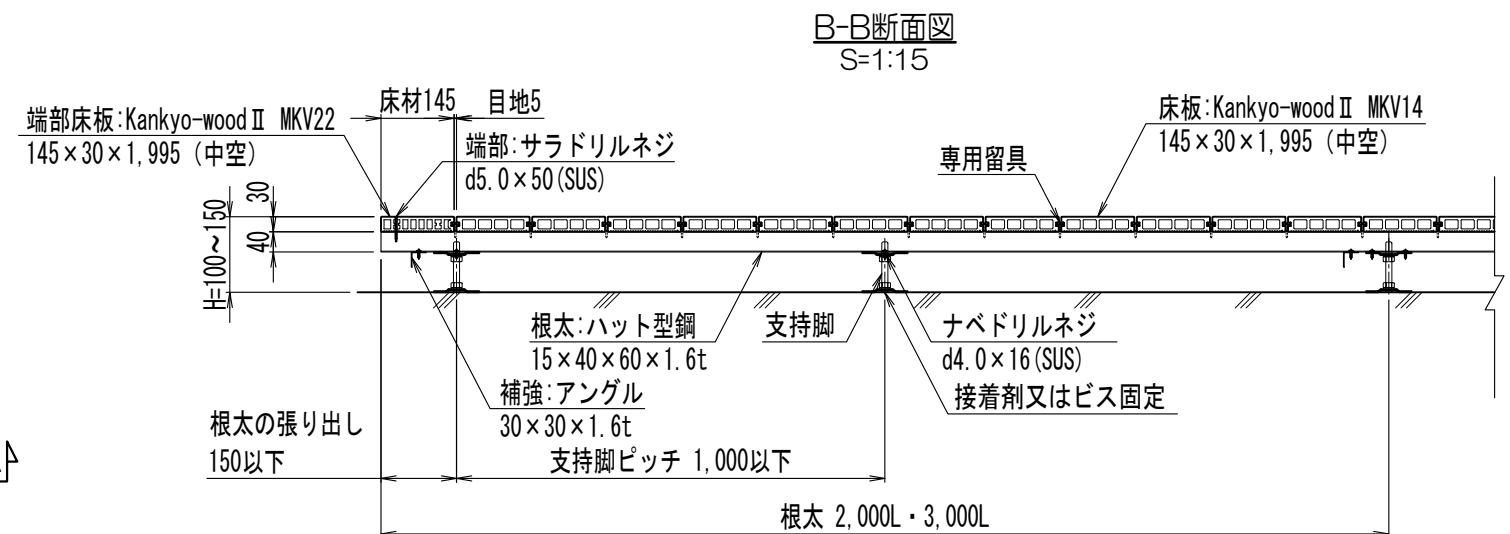 B-B断面図
S=1:15
床材145
目地5
端部床板:Kankyo-woodⅡ MKV22
145×30×1,995 (中空)
端部:サラドリルネジ
d5.0×50(SUS)
専用留具
床板:Kankyo-woodⅡ MKV14
145×30×1,995 (中空)
30
40
H=100~150
根太:ハット型鋼
15×40×60×1.6t
支持脚
ナベドリルネジ
d4.0×16(SUS)
補強:アングル
30×30×1.6t
接着剤又はビス固定
根太の張り出し
150以下
支持脚ピッチ 1,000以下
根太 2,000L・3,000L